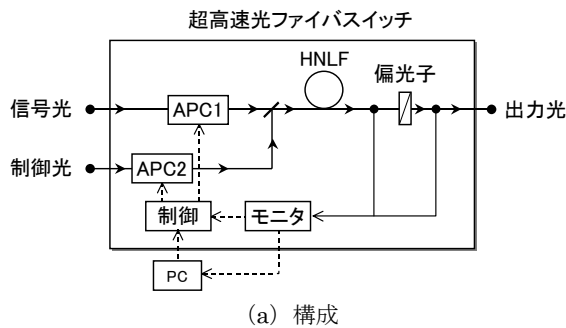 超高速光ファイバスイッチ
HNLF
偏光子
信号光
APC1
出力光
制御光
APC2
制御
モニタ
PC
(a) 構成